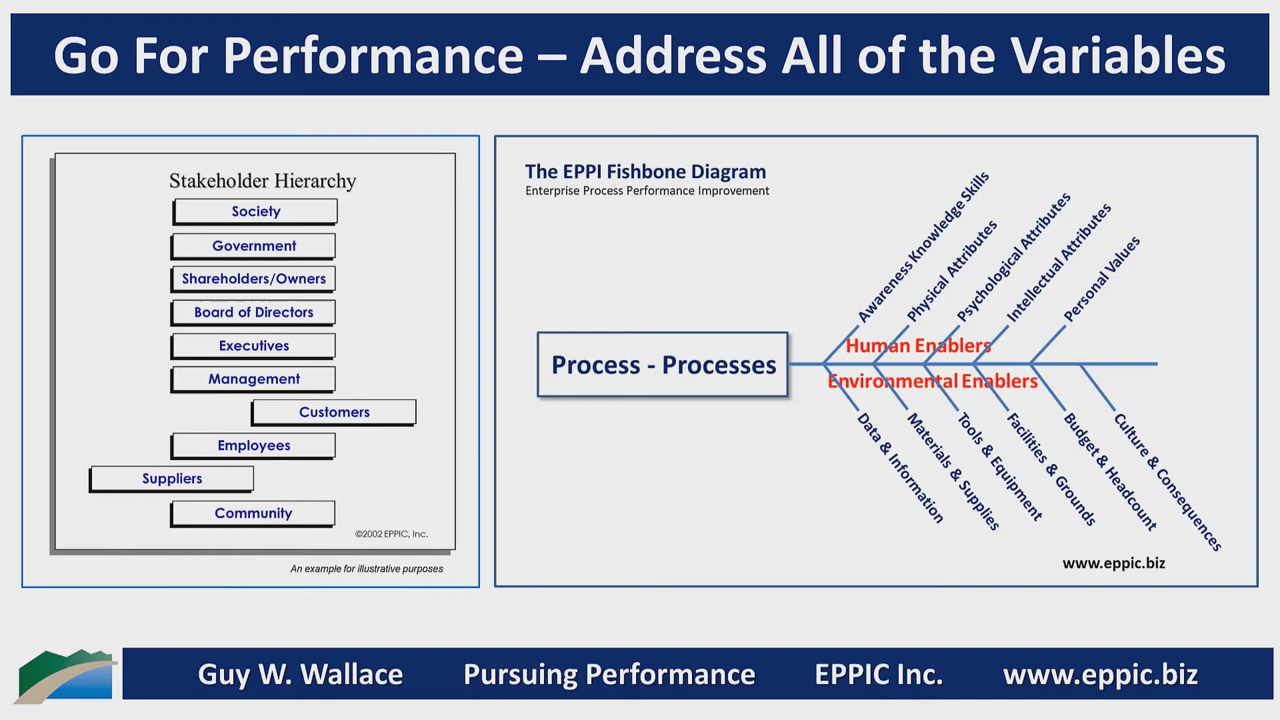 Go For Performance – Address All of the Variables
Stakeholder Hierarchy
Society
Government
Shareholders/Owners
Board of Directors
Executives
Management
Customers
Employees
Suppliers
Community
©2002 EPPIC, Inc.
An example for illustrative purposes
The EPPI Fishbone Diagram
Enterprise Process Performance Improvement
Process - Processes
Awareness Knowledge Skills
Physical Attributes
Psychological Attributes
Intellectual Attributes
Personal Values
Human Enablers
Environmental Enablers
Data & Information
Materials & Supplies
Tools & Equipment
Facilities & Grounds
Budget & Headcount
Culture & Consequences
www.eppic.biz
Guy W. Wallace Pursuing Performance EPPIC Inc. www.eppic.biz